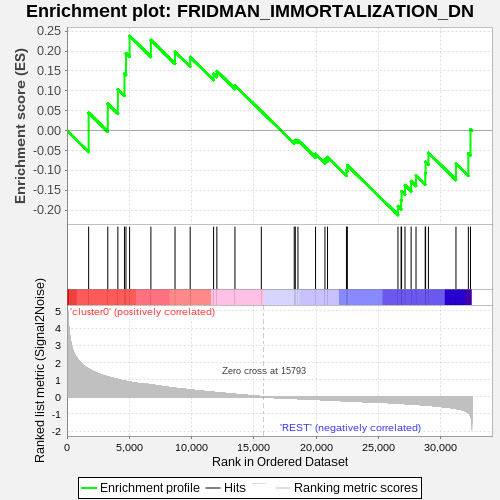 Enrichment plot: FRIDMAN_IMMORTALIZATION_DN
Enrichment score (ES)
0.25
0.20
0.15
0.10
0.05
0.00
-0.05
-0.10
-0.15
-0.20
'cluster0' (positively correlated)
Ranked list metric (Signal2Noise)
5
4
3
2
1
0
-1
-2
Zero cross at 15793
'REST' (negatively correlated)
0
5,000
10,000
15,000
20,000
25,000
30,000
Rank in Ordered Dataset
Enrichment profile
Hits
Ranking metric scores